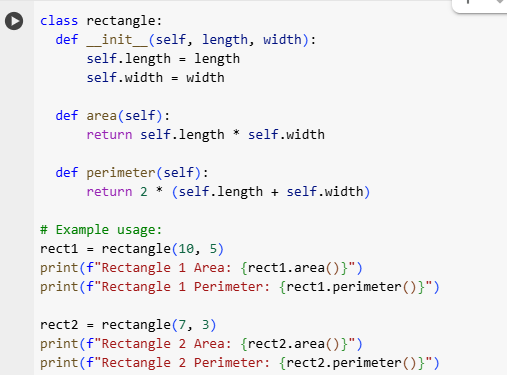 class rectangle:
  def __init__(self, length, width):
      self.length = length
      self.width = width

  def area(self):
      return self.length * self.width

  def perimeter(self):
      return 2 * (self.length + self.width)

# Example usage:
rect1 = rectangle(10, 5)
print(f"Rectangle 1 Area: {rect1.area()}")
print(f"Rectangle 1 Perimeter: {rect1.perimeter()}")

rect2 = rectangle(7, 3)
print(f"Rectangle 2 Area: {rect2.area()}")
print(f"Rectangle 2 Perimeter: {rect2.perimeter()}")